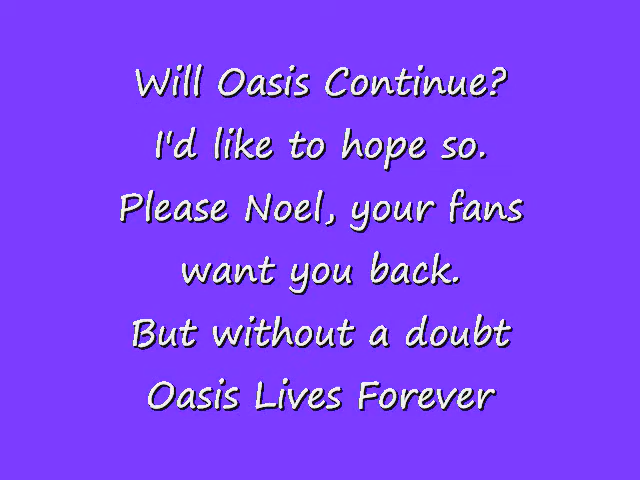 Will Oasis Continue?
I'd like to hope so.
Please Noel, your fans
want you back.
But without a doubt
Oasis Lives Forever